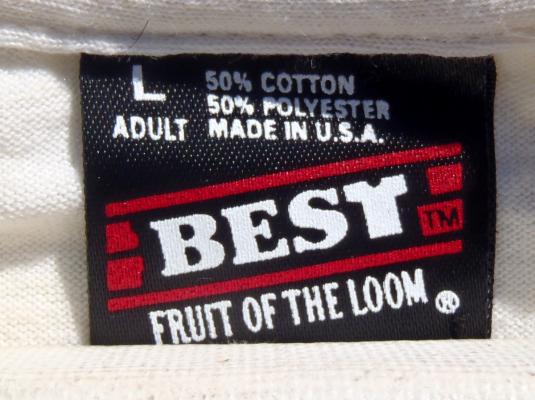 L 50% COTTON
50% POLYESTER
ADULT MADE IN U.S.A.
BEST TM
FRUIT OF THE LOOM ®